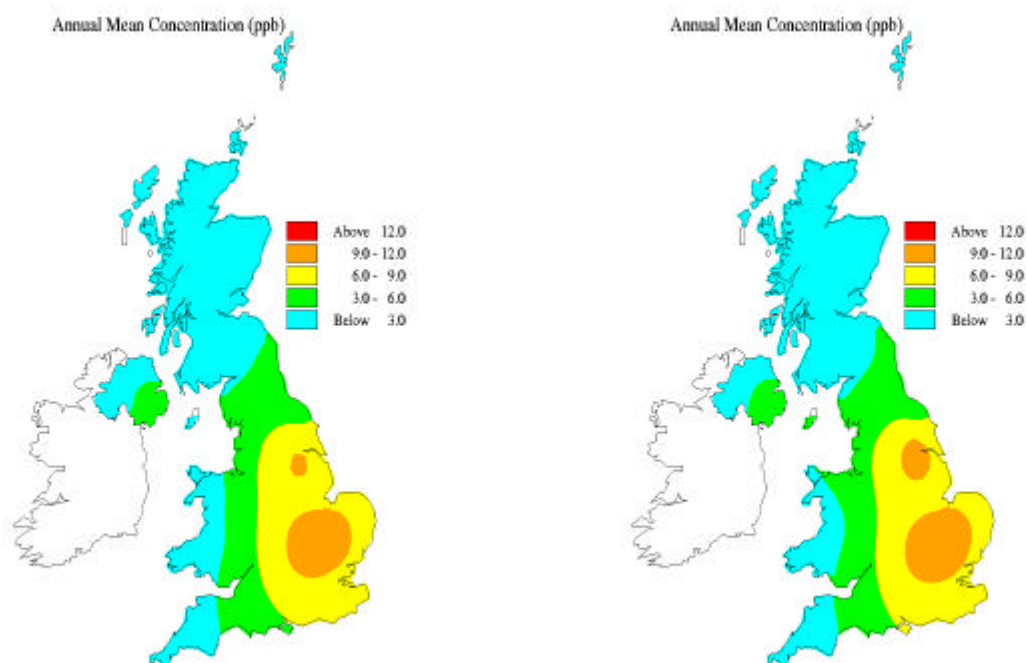 Annual Mean Concentration (ppb)
Above 12.0
9.0 - 12.0
6.0 - 9.0
3.0 - 6.0
Below 3.0
Annual Mean Concentration (ppb)
Above 12.0
9.0 - 12.0
6.0 - 9.0
3.0 - 6.0
Below 3.0